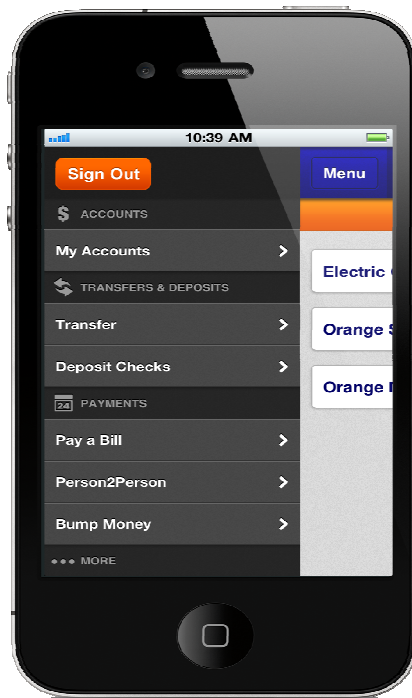 10:39 AM
Sign Out
Menu
$ ACCOUNTS
My Accounts
Electric
TRANSFERS & DEPOSITS
Transfer
Orange
Deposit Checks
Orange
24 PAYMENTS
Pay a Bill
Person2Person
Bump Money
••• MORE